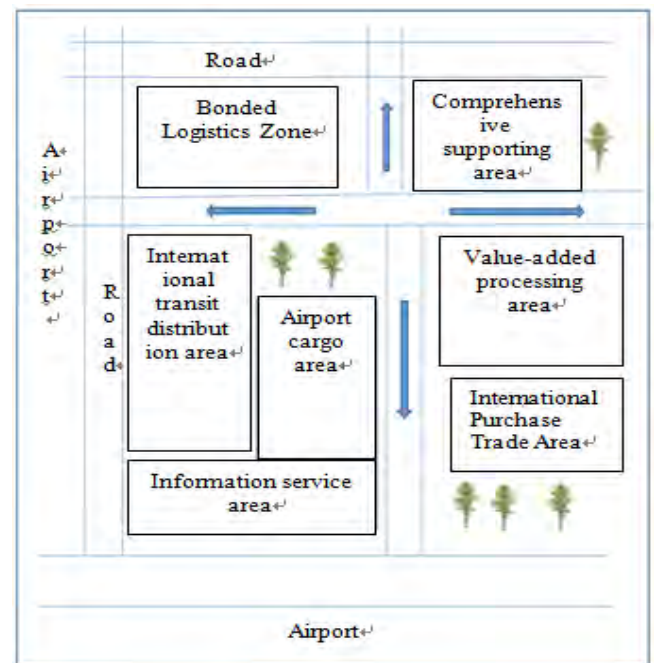 Road↵
Bonded
Logistics Zone↵
Comprehens
ive
supporting
area↵
A↵
i↵
r↵
p↵
o↵
r↵
t↵
↵
R
o
a
d↵
Internat
ional
transit
distribut
ion area↵
Airport
cargo
area↵
Value-added
processing
area↵
International
Purchase
Trade Area↵
Information service
area↵
Airport↵